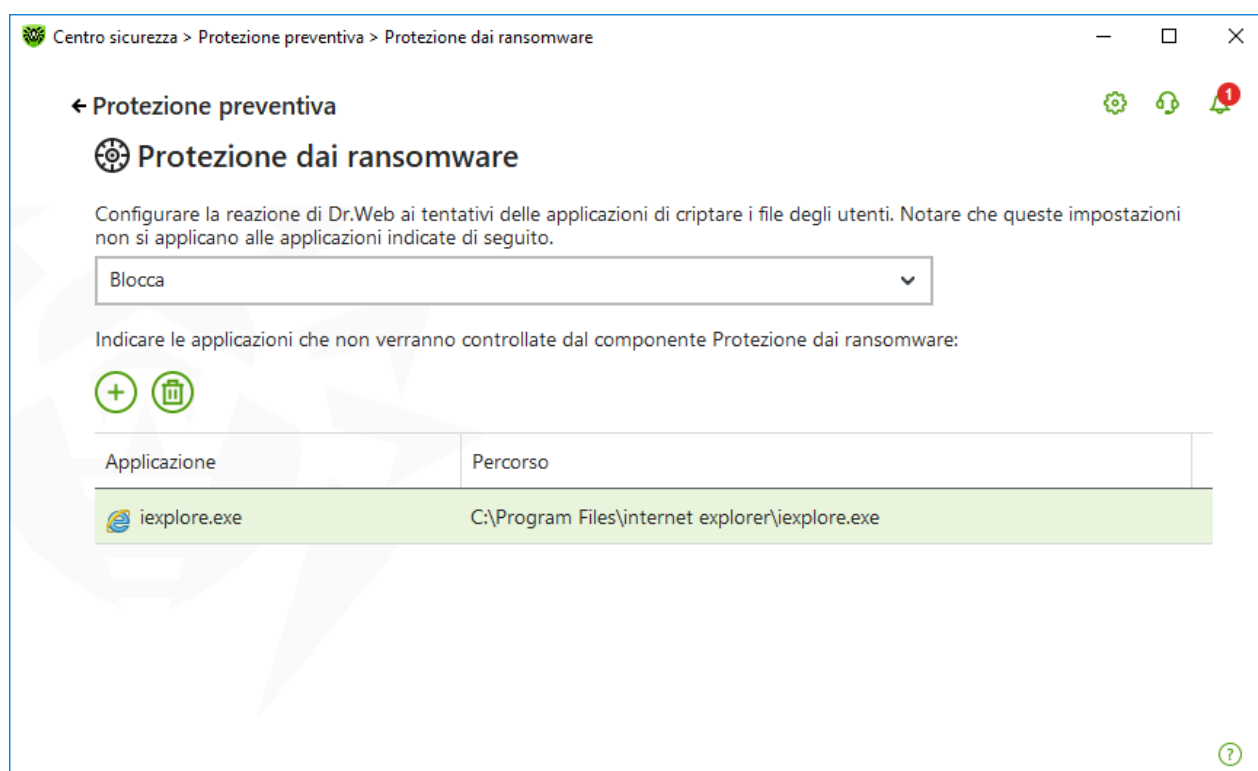 Centro sicurezza > Protezione preventiva > Protezione dai ransomware
Protezione preventiva
1
Protezione dai ransomware
Configurare la reazione di Dr.Web ai tentativi delle applicazioni di criptare i file degli utenti. Notare che queste impostazioni
non si applicano alle applicazioni indicate di seguito.
Blocca
Indicare le applicazioni che non verranno controllate dal componente Protezione dai ransomware:
Applicazione Percorso
iexplore.exe C:\Program Files\internet explorer\iexplore.exe
?